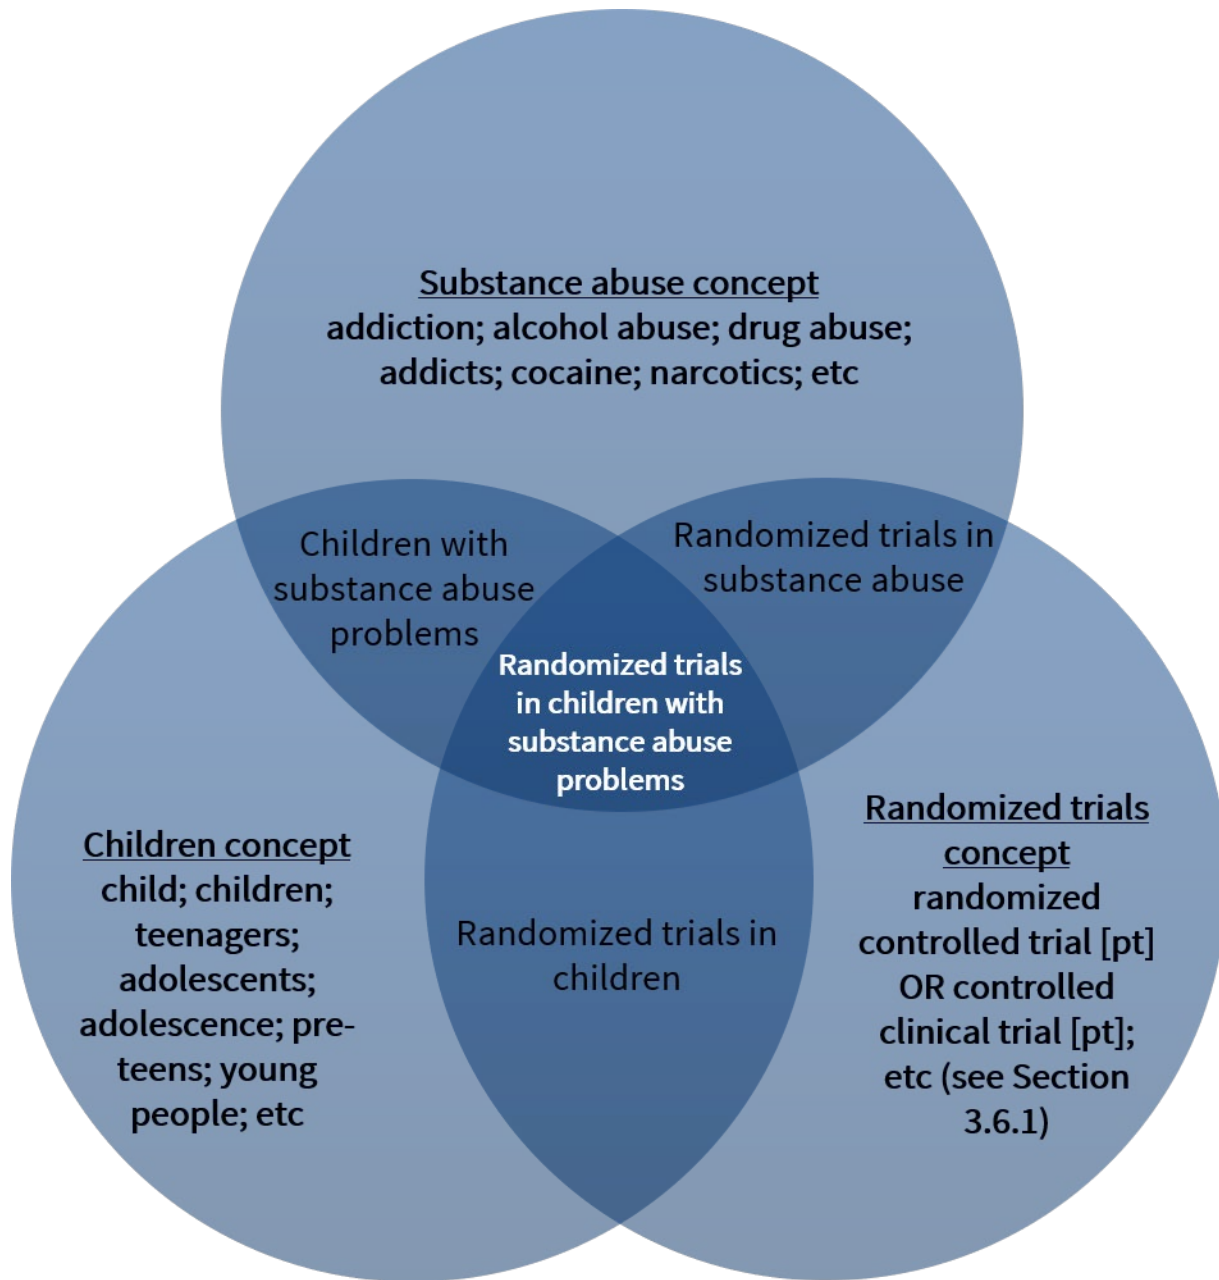 Substance abuse concept
addiction; alcohol abuse; drug abuse;
addicts; cocaine; narcotics; etc
Children with
substance abuse
problems
Randomized trials in
substance abuse
Randomized trials
in children with
substance abuse
problems
Children concept
child; children;
teenagers;
adolescents;
adolescence; pre-
teens; young
people; etc
Randomized trials in
children
Randomized trials
concept
randomized
controlled trial [pt]
OR controlled
clinical trial [pt];
etc (see Section
3.6.1)